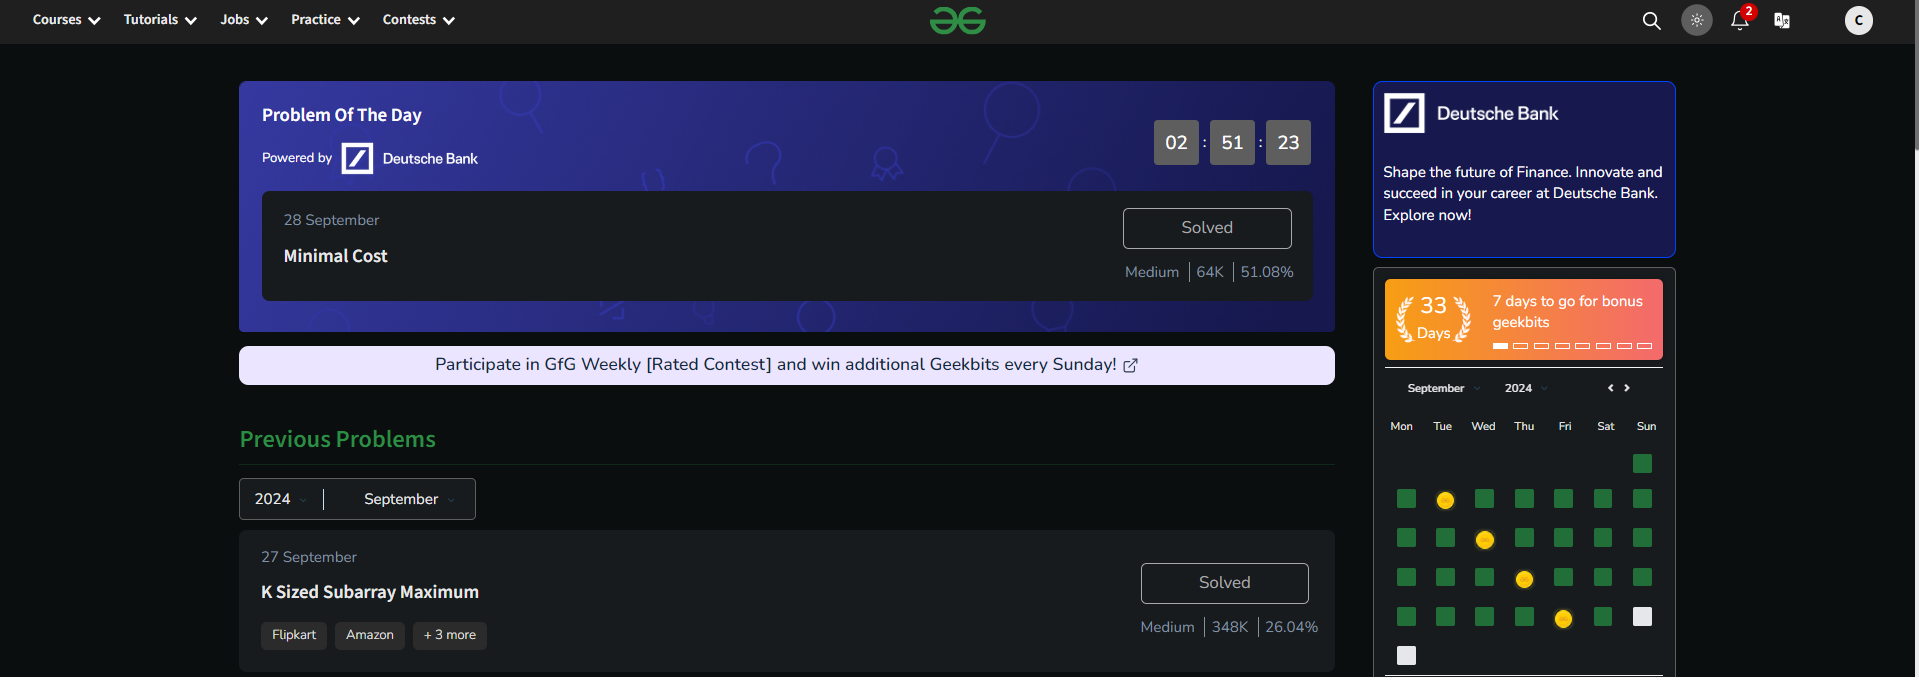 Courses Tutorials Jobs Practice Contests
2
C
Problem Of The Day
Powered by Deutsche Bank
02 : 51 : 23
28 September
Minimal Cost
Solved
Medium 64K 51.08%
Participate in GfG Weekly [Rated Contest] and win additional Geekbits every Sunday!
Previous Problems
2024 September
27 September
K Sized Subarray Maximum
Flipkart Amazon + 3 more
Solved
Medium 348K 26.04%
Deutsche Bank
Shape the future of Finance. Innovate and
succeed in your career at Deutsche Bank.
Explore now!
33
Days
7 days to go for bonus
geekbits
September 2024
Mon Tue Wed Thu Fri Sat Sun